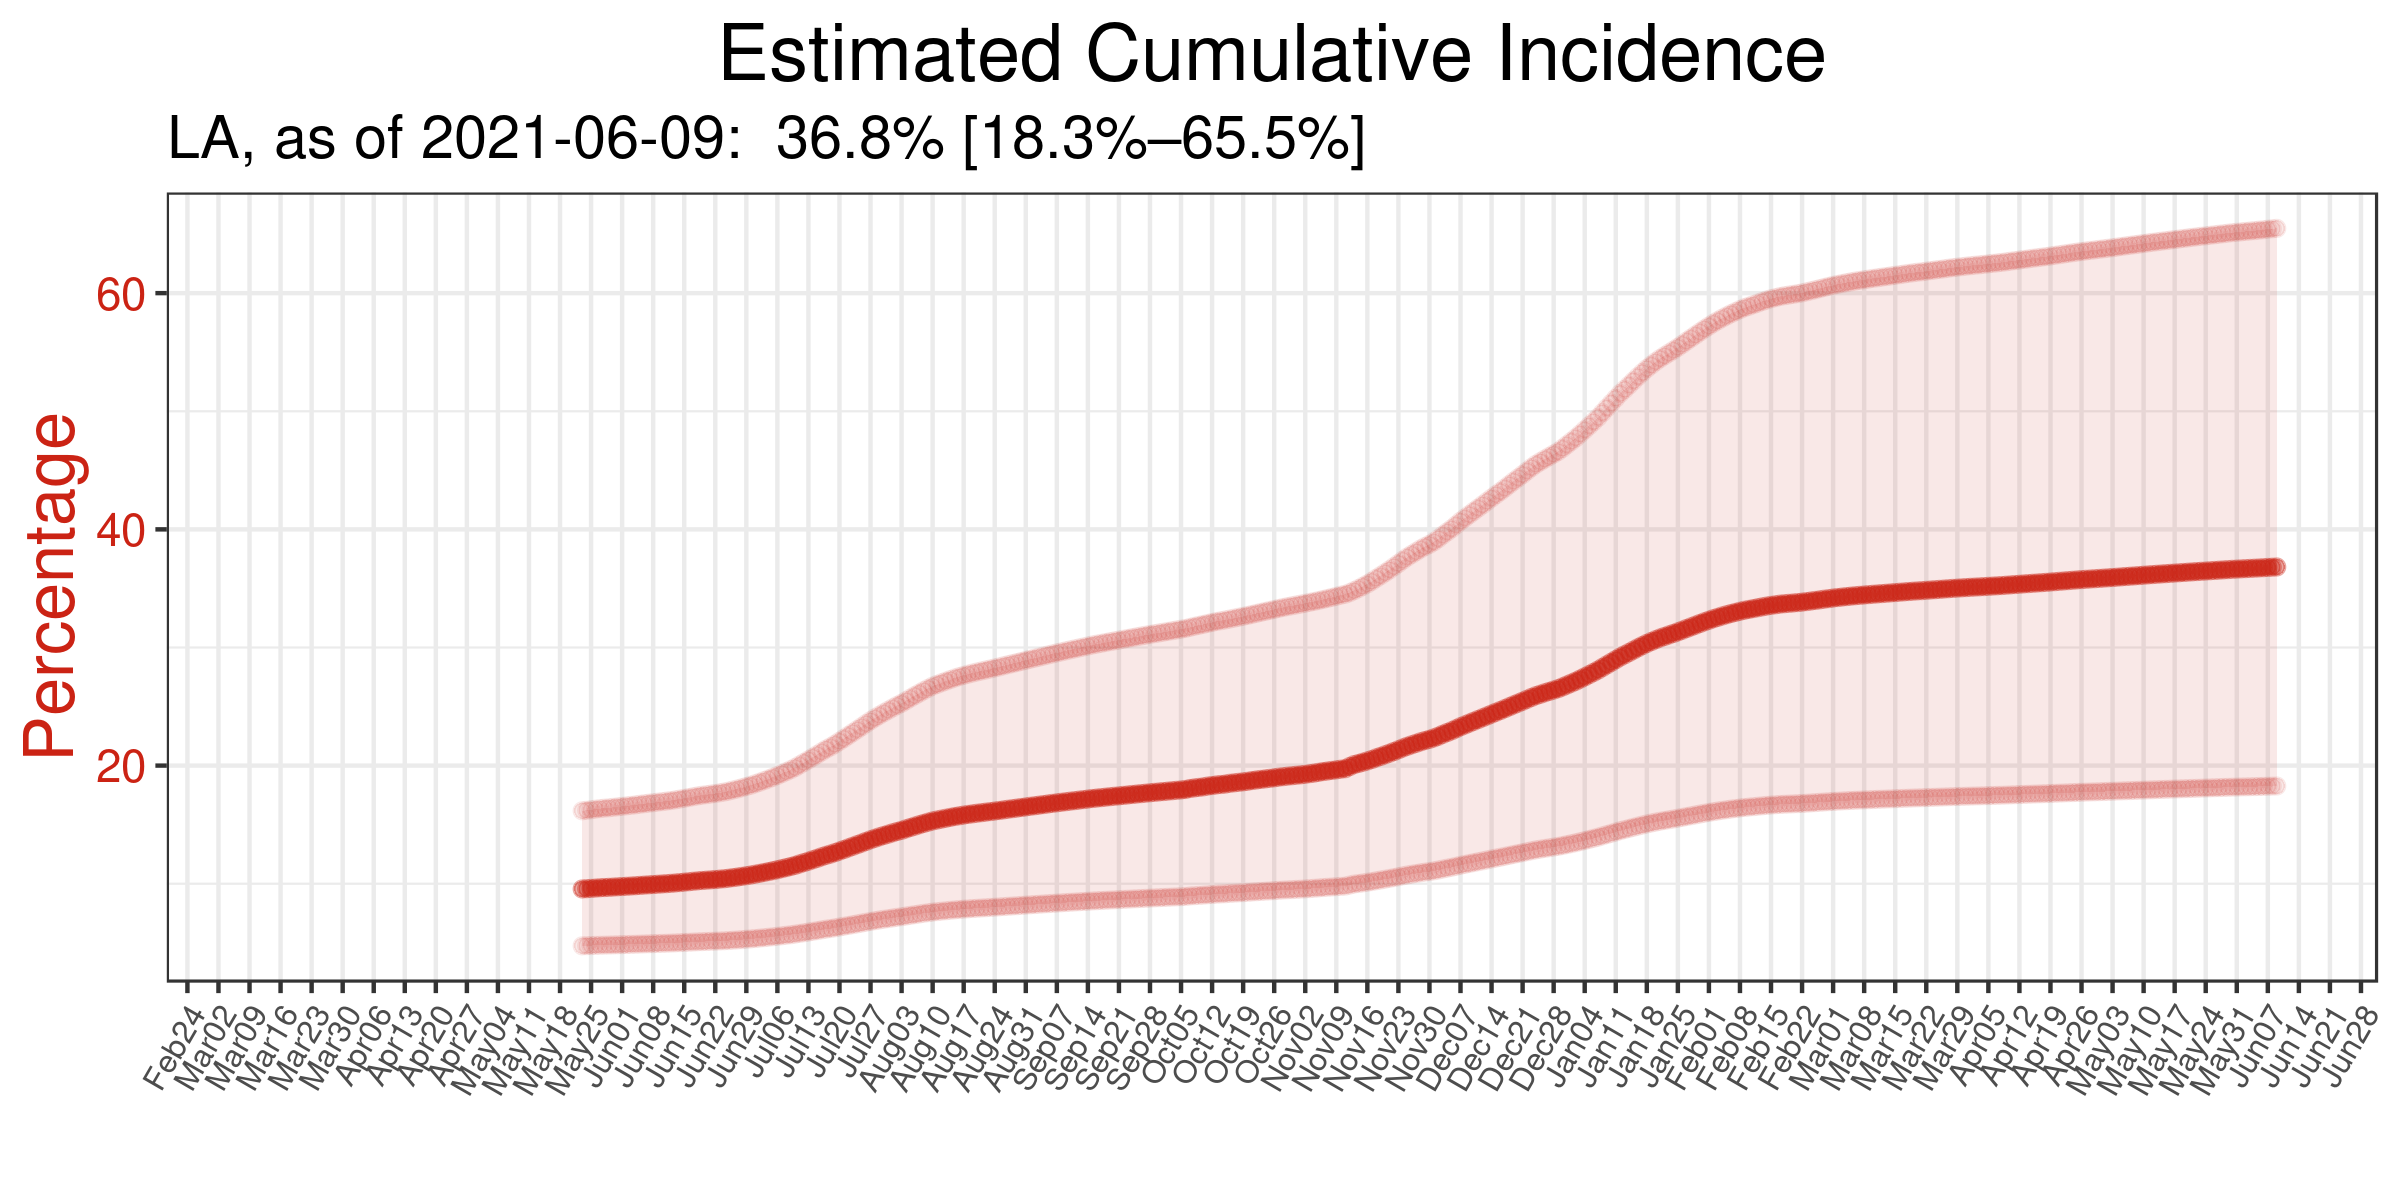 Estimated Cumulative Incidence
LA, as of 2021-06-09:  36.8% [18.3%–65.5%]
Percentage
60
40
20
Feb24
Mar02
Mar09
Mar16
Mar23
Mar30
Apr06
Apr13
Apr20
Apr27
May04
May11
May18
May25
Jun01
Jun08
Jun15
Jun22
Jun29
Jul06
Jul13
Jul20
Jul27
Aug03
Aug10
Aug17
Aug24
Aug31
Sep07
Sep14
Sep21
Sep28
Oct05
Oct12
Oct19
Oct26
Nov02
Nov09
Nov16
Nov23
Nov30
Dec07
Dec14
Dec21
Dec28
Jan04
Jan11
Jan18
Jan25
Feb01
Feb08
Feb15
Feb22
Mar01
Mar08
Mar15
Mar22
Mar29
Apr05
Apr12
Apr19
Apr26
May03
May10
May17
May24
May31
Jun07
Jun14
Jun21
Jun28